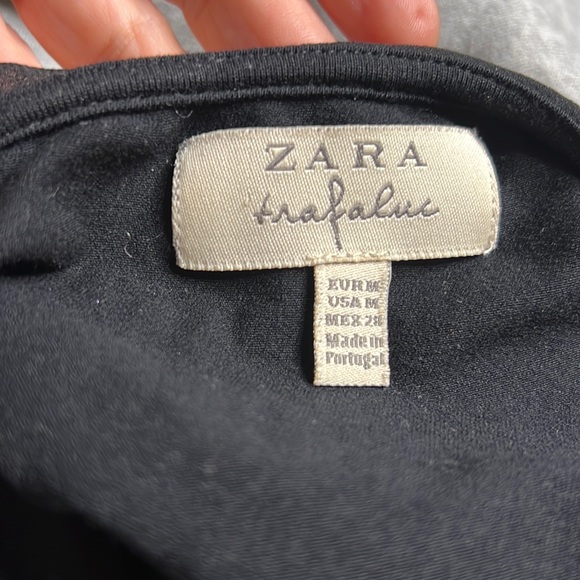 ZARA
trafaluc
EUR M
USA M
MEX 28
Made in
Portugal